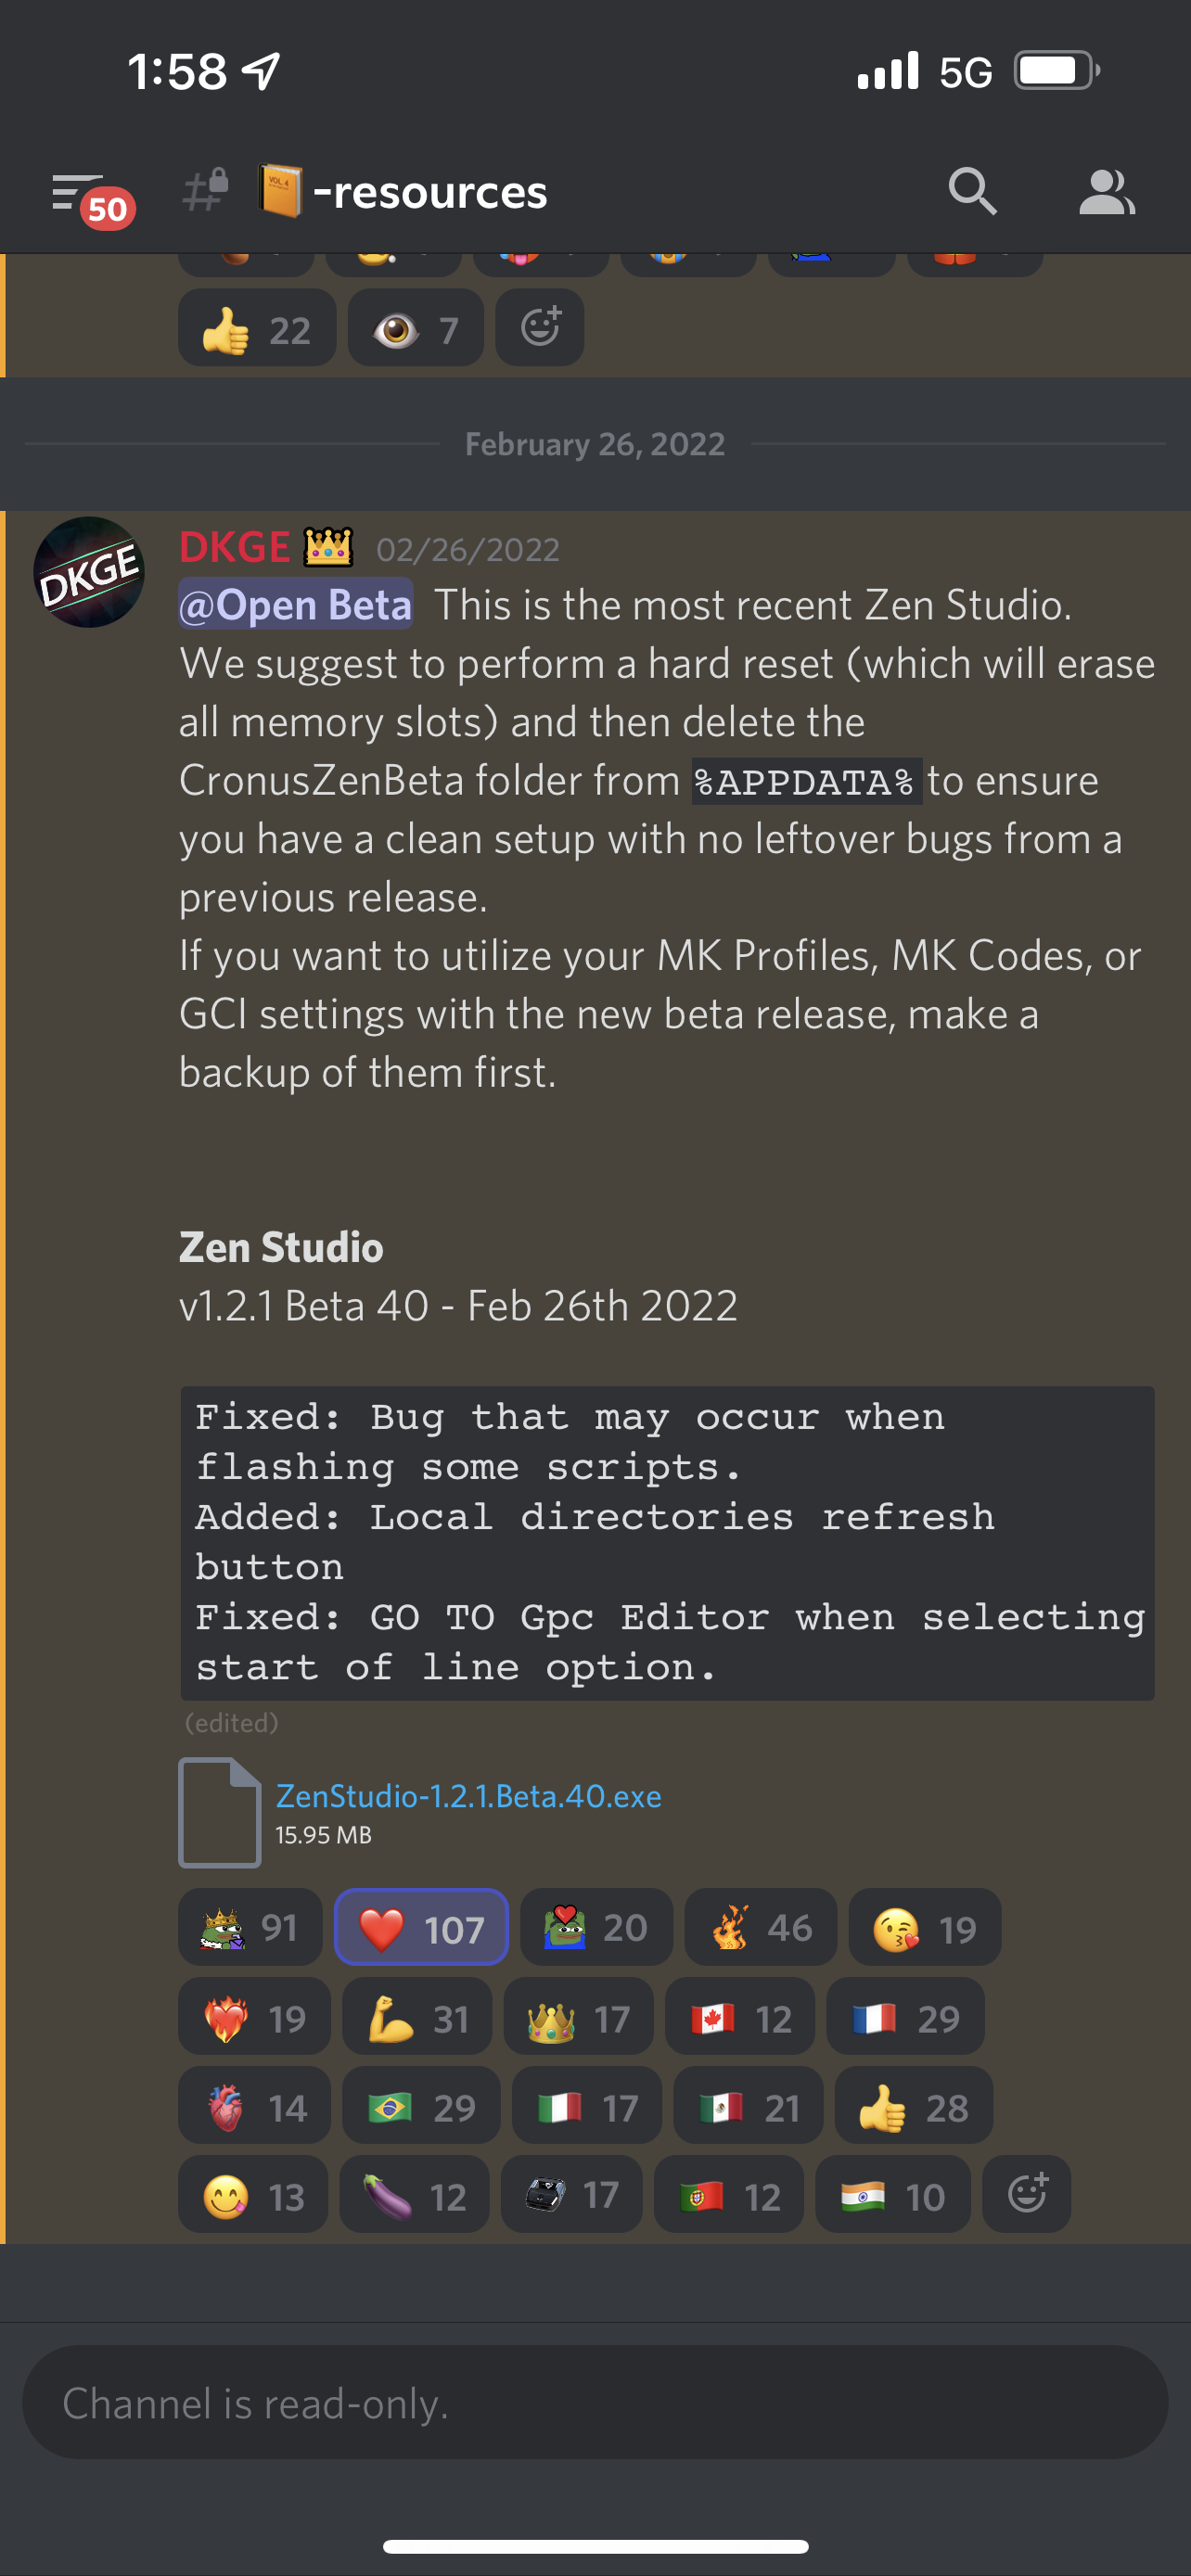 1:58 5G
50 # VOL. 4 -resources
22 7
February 26, 2022
DKGE DKGE 02/26/2022
@Open Beta This is the most recent Zen Studio.
We suggest to perform a hard reset (which will erase
all memory slots) and then delete the
CronusZenBeta folder from %APPDATA% to ensure
you have a clean setup with no leftover bugs from a
previous release.
If you want to utilize your MK Profiles, MK Codes, or
GCI settings with the new beta release, make a
backup of them first.
Zen Studio
v1.2.1 Beta 40 - Feb 26th 2022
Fixed: Bug that may occur when
flashing some scripts.
Added: Local directories refresh
button
Fixed: GO TO Gpc Editor when selecting
start of line option.
(edited)
ZenStudio-1.2.1.Beta.40.exe
15.95 MB
91 107 20 46 19
19 31 17 12 29
14 29 17 21 28
13 12 17 12 10
Channel is read-only.